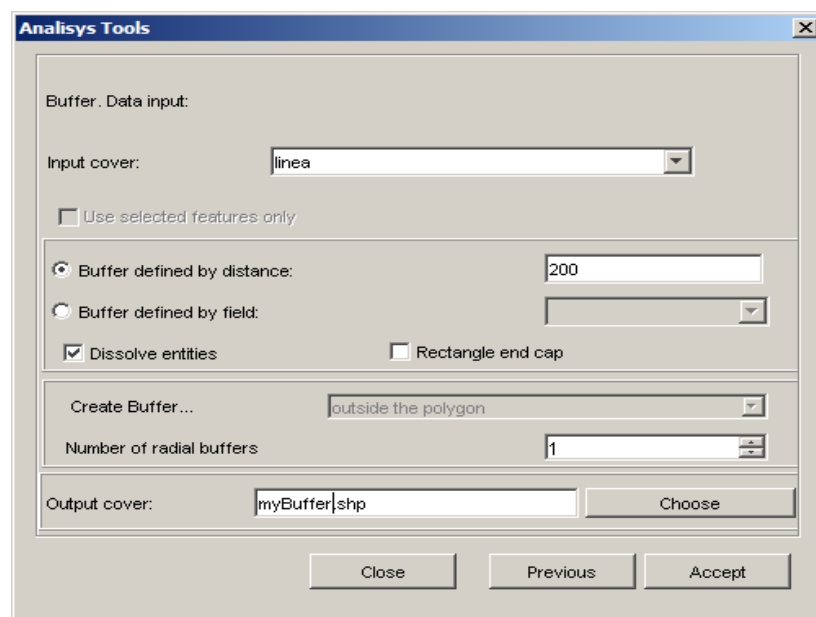 Analisys Tools
Buffer. Data input:
Input cover: linea
Use selected features only
Buffer defined by distance: 200
Buffer defined by field:
Dissolve entities Rectangle end cap
Create Buffer... outside the polygon
Number of radial buffers 1
Output cover: myBuffer.shp Choose
Close Previous Accept